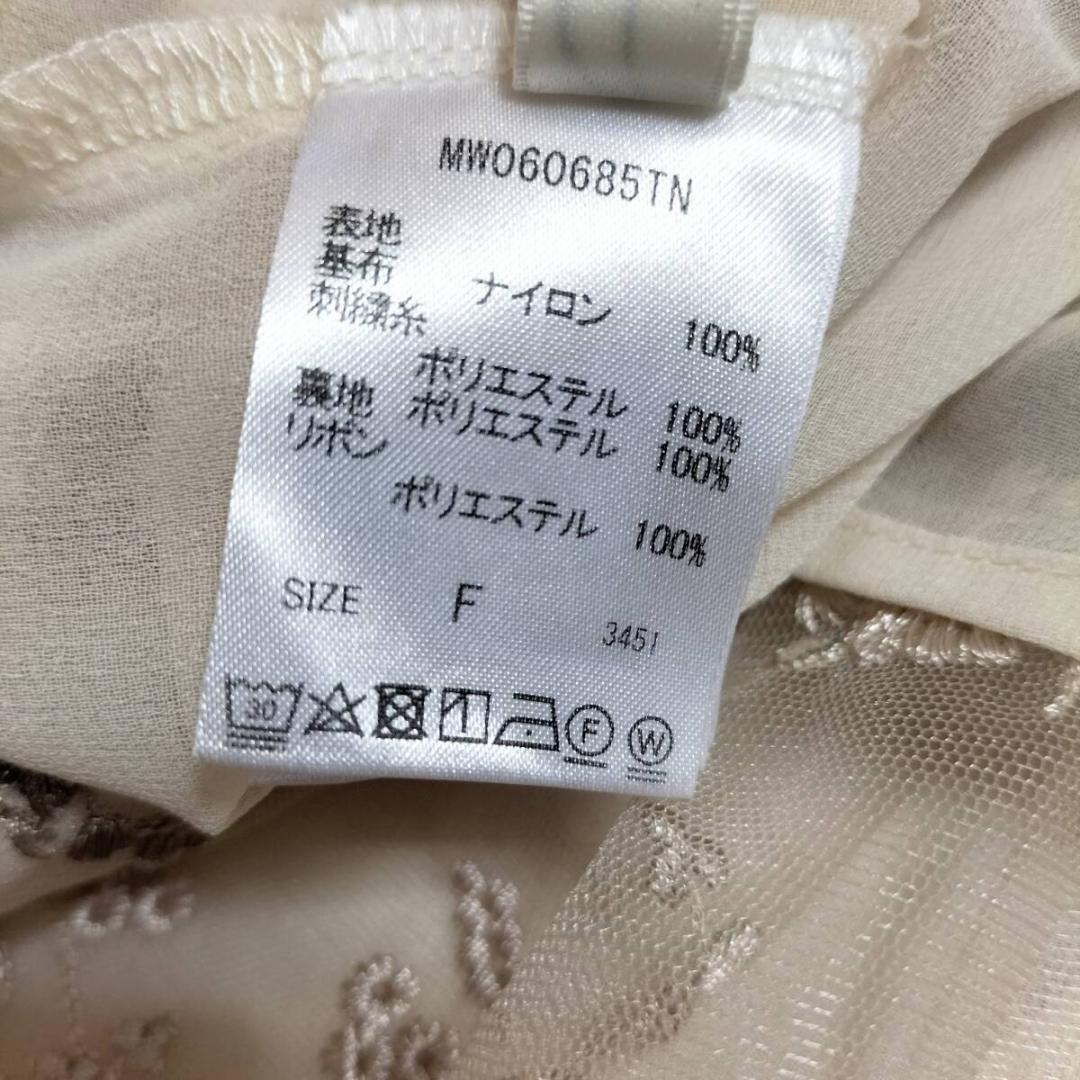 MW060685TN
表地
基布 ナイロン 100%
刺繍糸
ポリエステル 100%
裏地 ポリエステル 100%
リボン
ポリエステル 100%
SIZE F
3451
30 F W